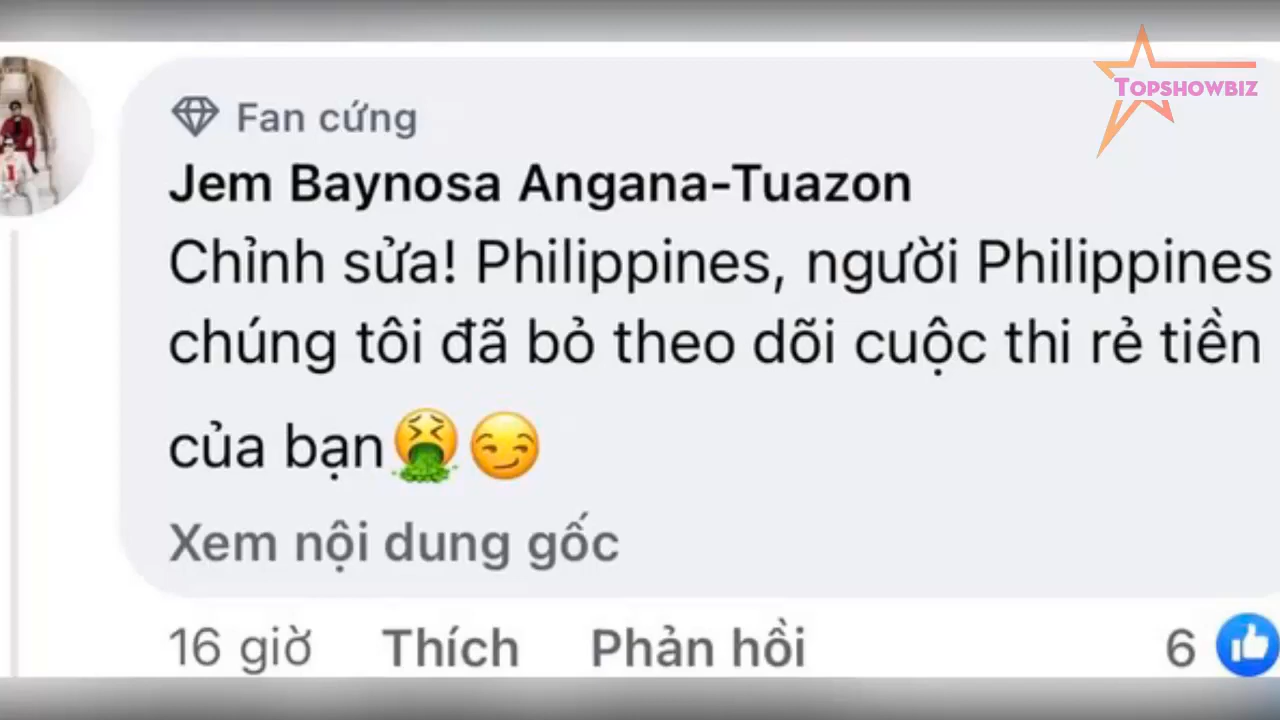 TOPSHOWBIZ
Fan cứng
Jem Baynosa Angana-Tuazon
Chỉnh sửa! Philippines, người Philippines
chúng tôi đã bỏ theo dõi cuộc thi rẻ tiền
của bạn🤮😏
Xem nội dung gốc
16 giờ Thích Phản hồi 6